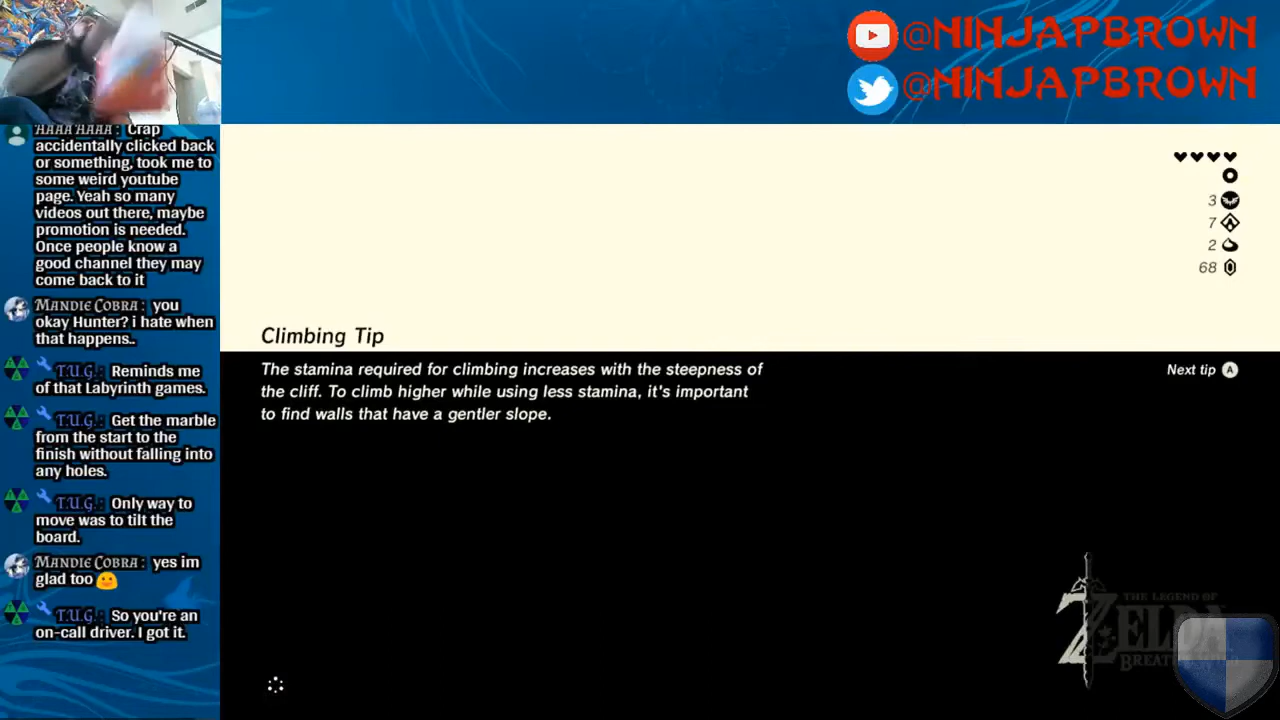 @NINJAPBROWN
@NINJAPBROWN
HAAA HAAA : Crap
accidentally clicked back
or something, took me to
some weird youtube
page. Yeah so many
videos out there, maybe
promotion is needed.
Once people know a
good channel they may
come back to it
MANDIE COBRA : you
okay Hunter? i hate when
that happens..
T.U.G. : Reminds me
of that Labyrinth games.
T.U.G. : Get the marble
from the start to the
finish without falling into
any holes.
T.U.G. : Only way to
move was to tilt the
board.
MANDIE COBRA : yes im
glad too
T.U.G. : So you're an
on-call driver. I got it.
3
7
2
68
Climbing Tip
The stamina required for climbing increases with the steepness of
the cliff. To climb higher while using less stamina, it's important
to find walls that have a gentler slope.
Next tip A
THE LEGEND OF
ZELDA